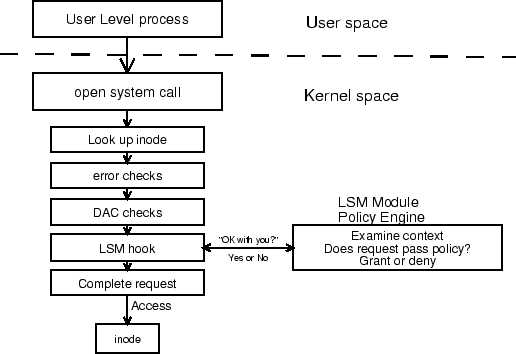 User Level process
User space
open system call
Kernel space
Look up inode
error checks
DAC checks
LSM Module
Policy Engine
LSM hook
"OK with you?"
Yes or No
Examine context
Does request pass policy?
Grant or deny
Complete request
Access
inode